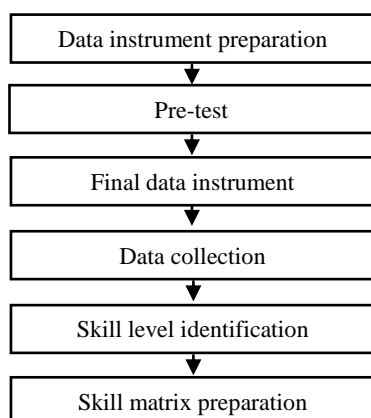 Data instrument preparation
Pre-test
Final data instrument
Data collection
Skill level identification
Skill matrix preparation